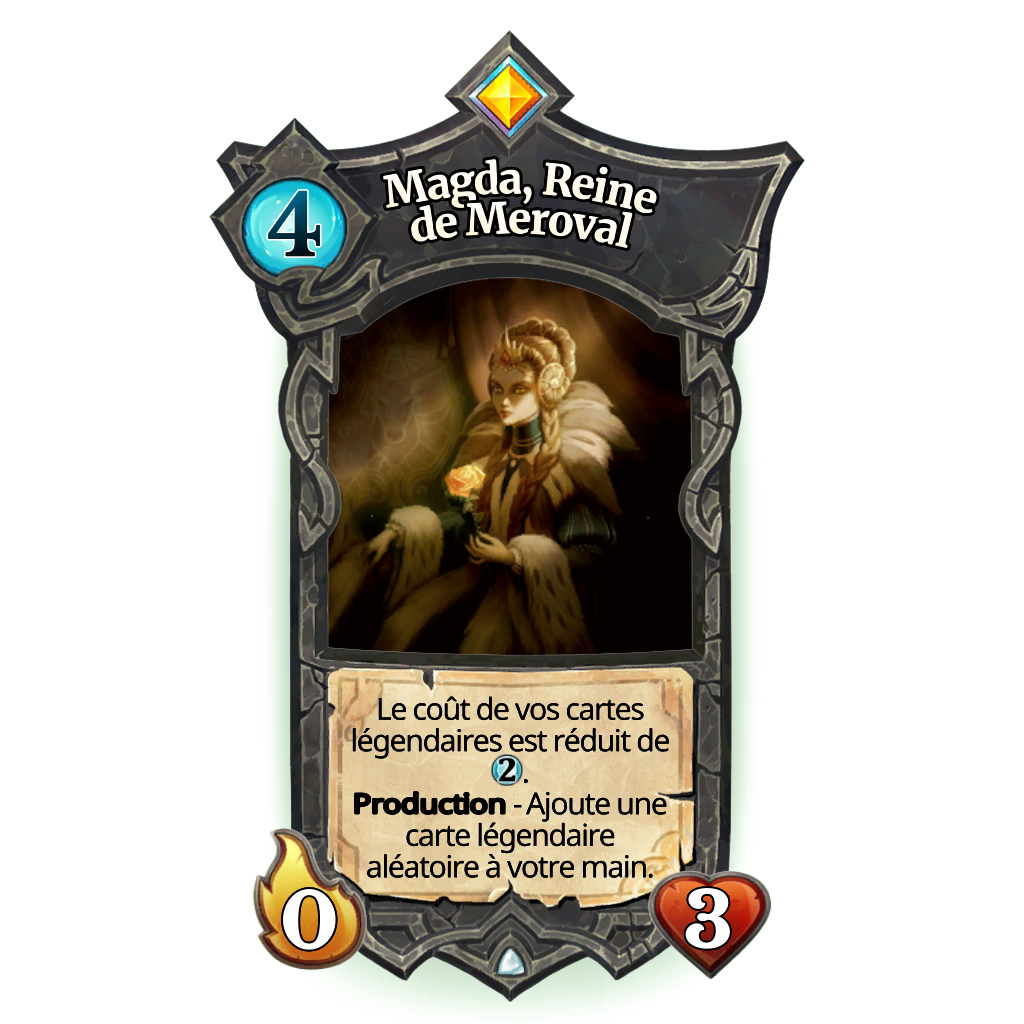 4
Magda, Reine
de Meroval
Le coût de vos cartes
légendaires est réduit de
2.
Production - Ajoute une
carte légendaire
aléatoire à votre main.
0
3